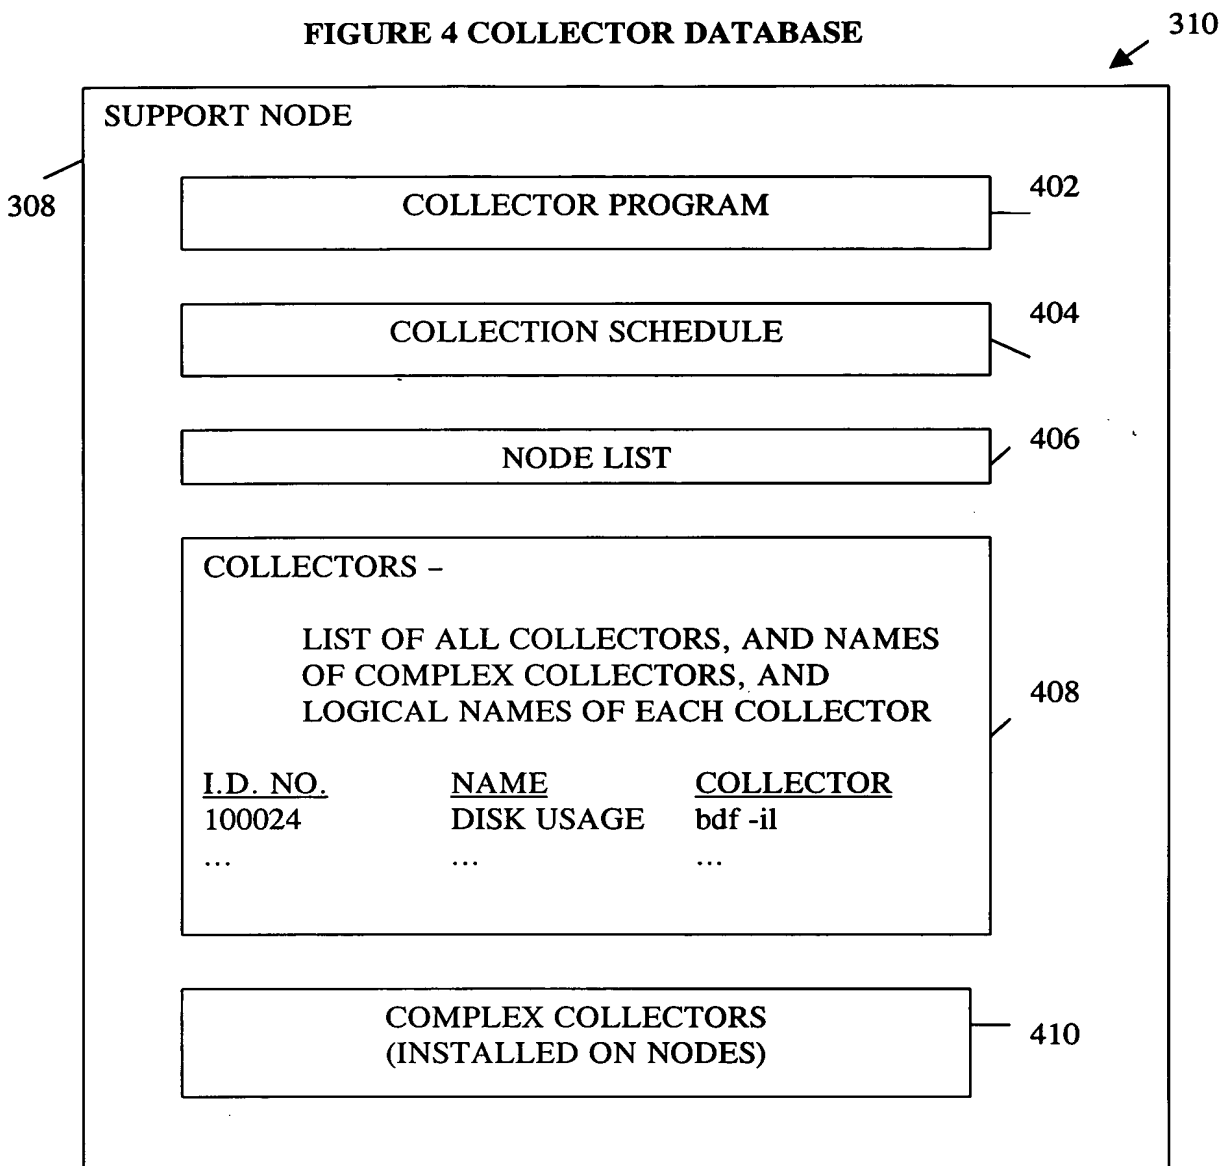 FIGURE 4 COLLECTOR DATABASE
310
SUPPORT NODE
308
COLLECTOR PROGRAM
402
COLLECTION SCHEDULE
404
NODE LIST
406
COLLECTORS –
LIST OF ALL COLLECTORS, AND NAMES
OF COMPLEX COLLECTORS, AND
LOGICAL NAMES OF EACH COLLECTOR
408
I.D. NO. NAME COLLECTOR
100024 DISK USAGE bdf -il
... ... ...
COMPLEX COLLECTORS
(INSTALLED ON NODES)
410